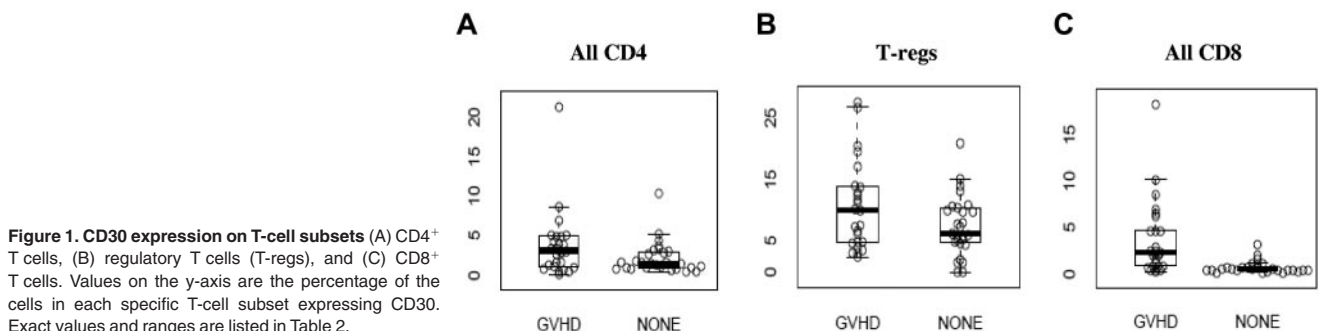 A
B
C
All CD4
T-regs
All CD8
20
15
10
5
0
25
15
5
0
15
10
5
0
GVHD NONE
GVHD NONE
GVHD NONE
Figure 1. CD30 expression on T-cell subsets (A) CD4+
T cells, (B) regulatory T cells (T-regs), and (C) CD8+
T cells. Values on the y-axis are the percentage of the
cells in each specific T-cell subset expressing CD30.
Exact values and ranges are listed in Table 2.